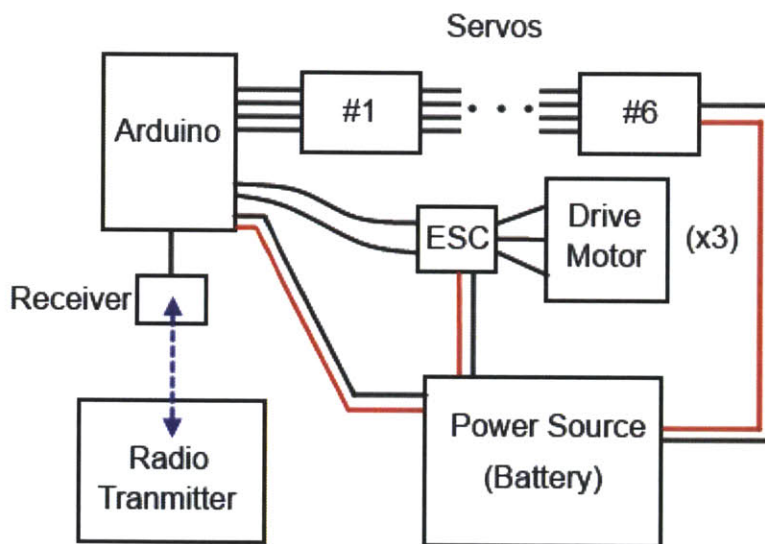 Servos
Arduino
#1
#6
ESC
Drive
Motor
(x3)
Receiver
Radio
Tranmitter
Power Source
(Battery)